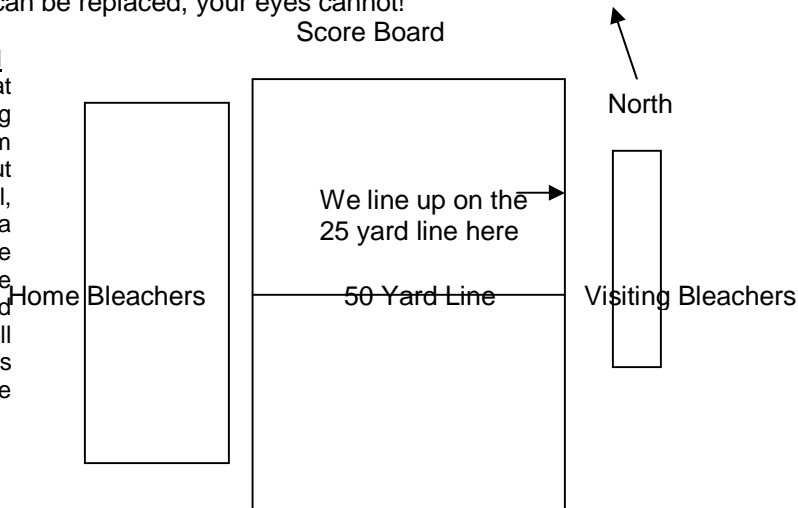 can be replaced, your eyes cannot!
Score Board
North
We line up on the
25 yard line here
Home Bleachers
50 Yard Line
Visiting Bleachers